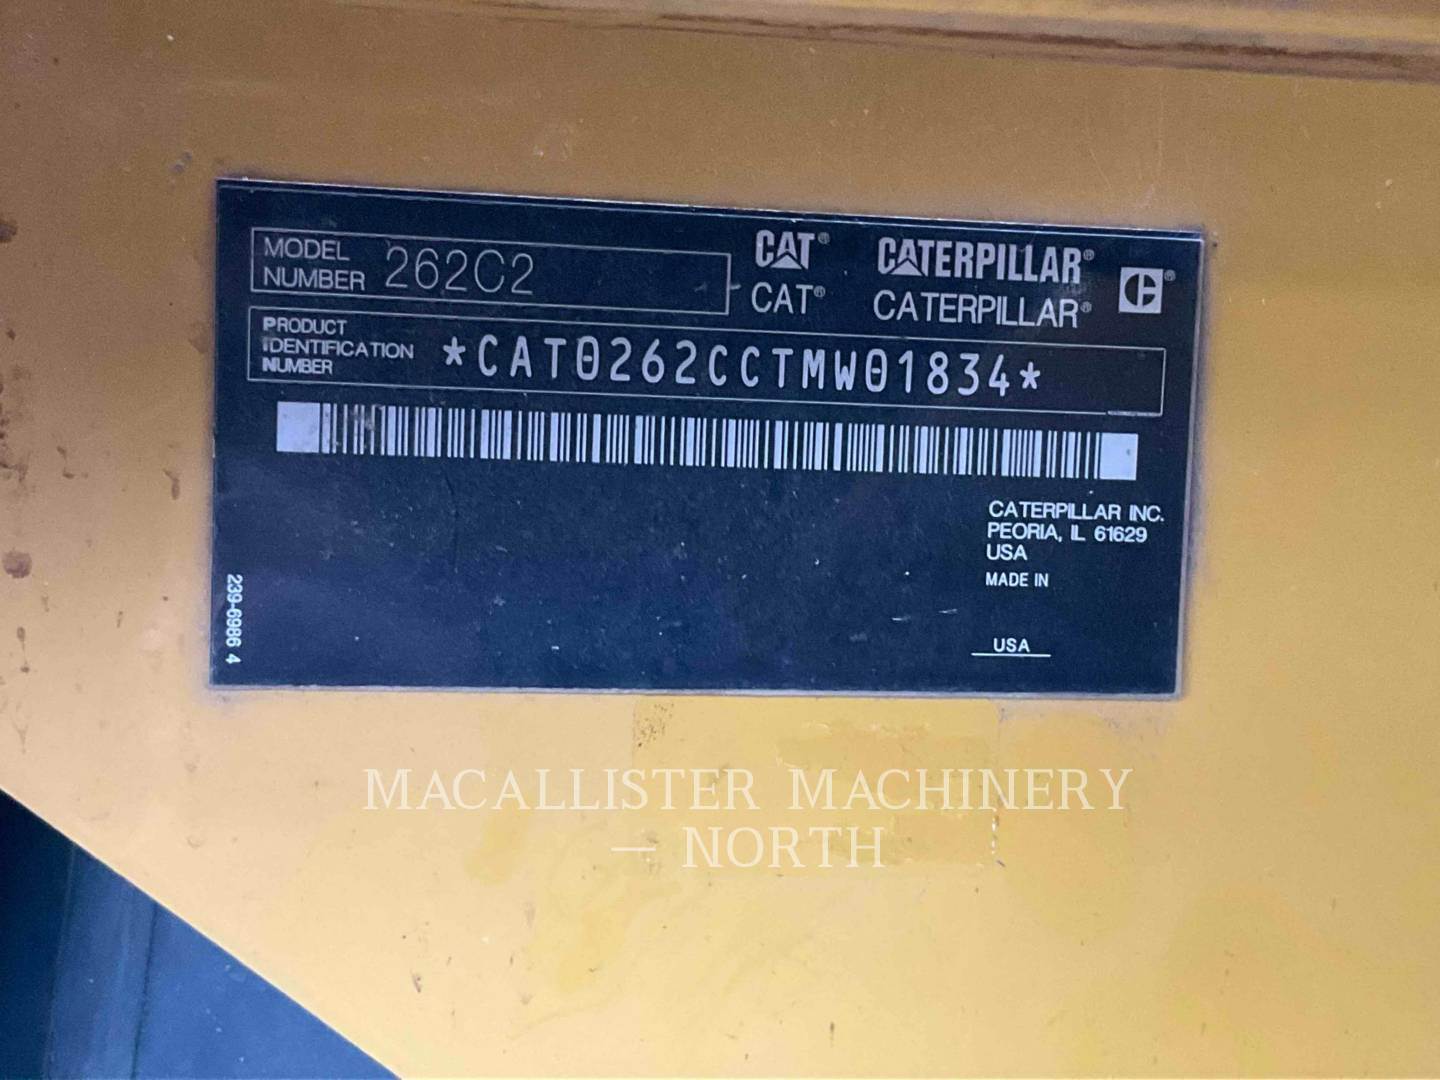 MODEL NUMBER 262C2
CAT® CATERPILLAR®
CAT® CATERPILLAR®
PRODUCT
IDENTIFICATION
NUMBER
*CAT0262CCTMW01834*
CATERPILLAR INC.
PEORIA, IL 61629
USA
MADE IN
USA
239-6986 4
MACALLISTER MACHINERY
— NORTH